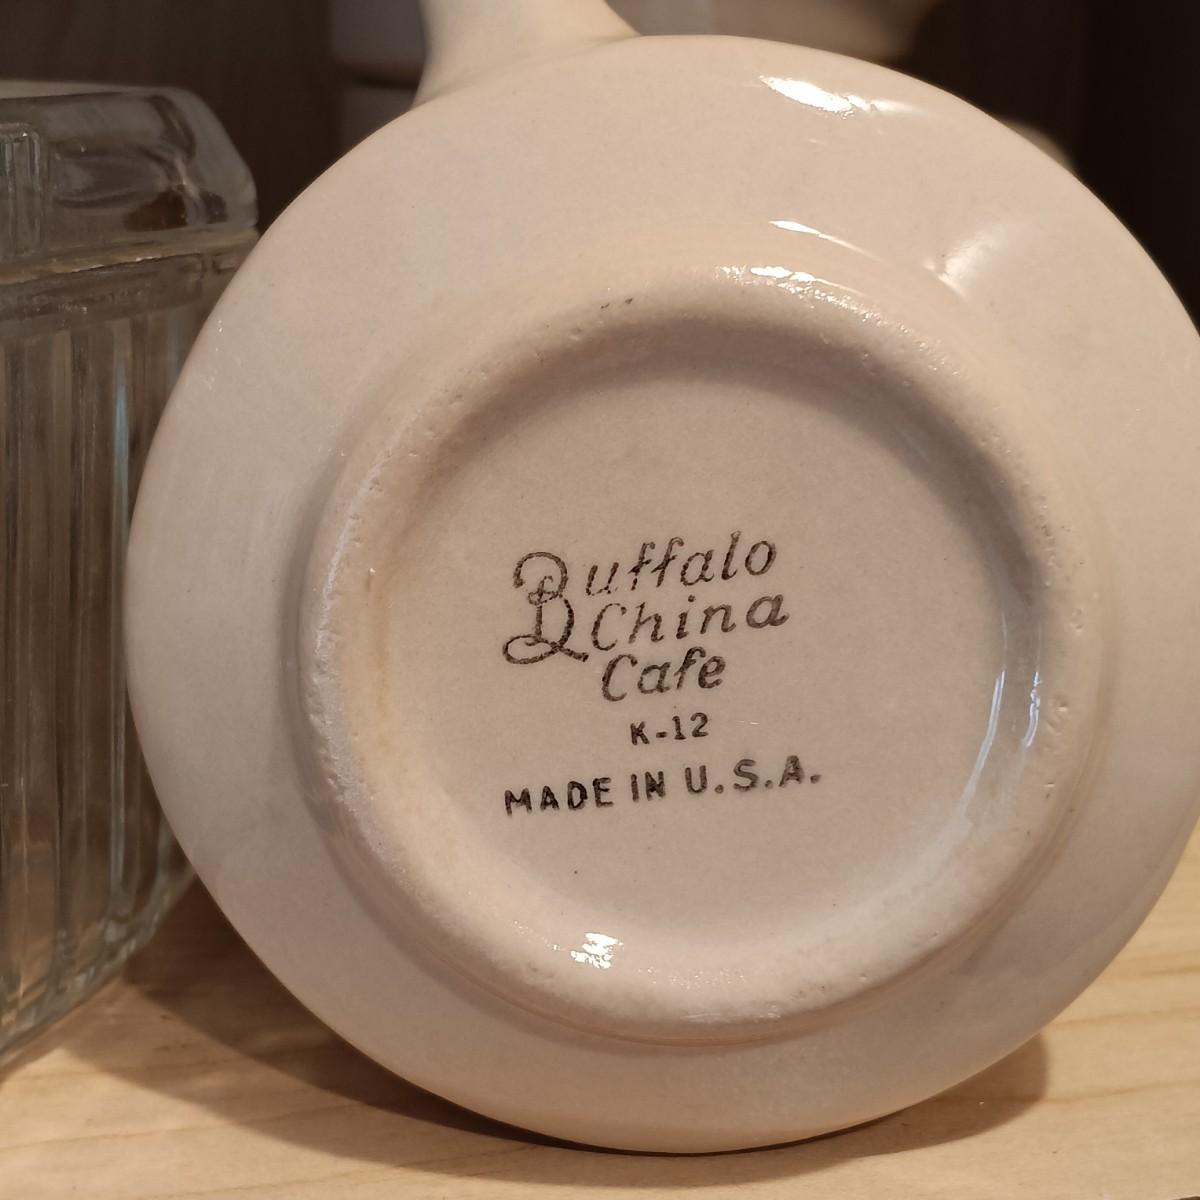 Buffalo
China
Cafe
K-12
MADE IN U.S.A.